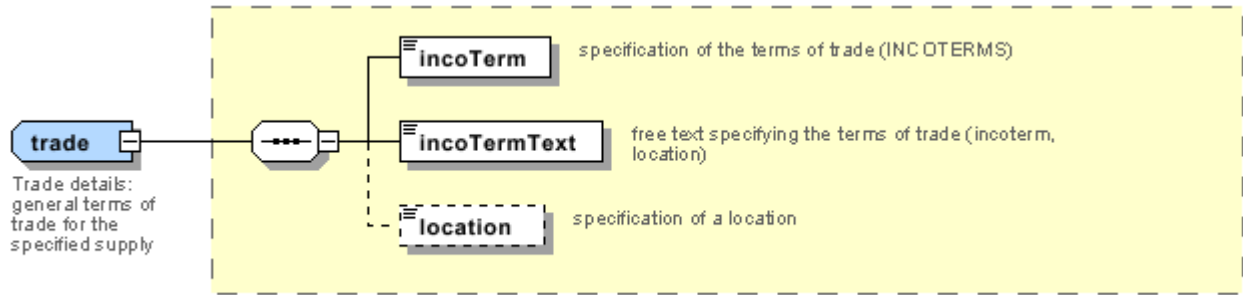 incoTerm
specification of the terms of trade (INCOTERMS)
trade
incoTermText
free text specifying the terms of trade (incoterm,
location)
Trade details:
general terms of
trade for the
specified supply
location
specification of a location